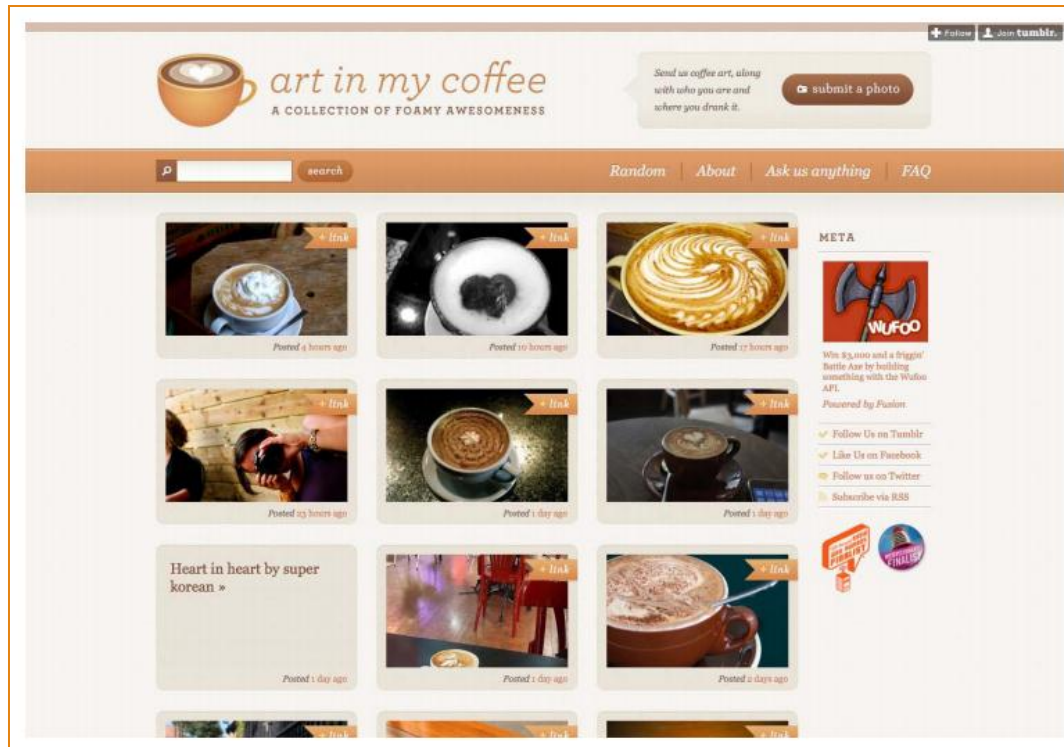 + Follow
Join tumblr.
art in my coffee
A COLLECTION OF FOAMY AWESOMENESS
Send us coffee art, along
with who you are and
where you drank it.
submit a photo
search
Random
About
Ask us anything
FAQ
+ link
+ link
+ link
Posted 4 hours ago
Posted 10 hours ago
Posted 17 hours ago
META
WUFOO
Win $3,000 and a friggin'
Battle Axe by building
something with the Wufoo
API.
Powered by Fusion
+ link
+ link
+ link
Posted 23 hours ago
Posted 1 day ago
Posted 1 day ago
Follow Us on Tumblr
Like Us on Facebook
Follow us on Twitter
Subscribe via RSS
FINALIST
FINALIST
Heart in heart by super
korean »
+ link
+ link
Posted 1 day ago
Posted 1 day ago
Posted 2 days ago
+ link
+ link
+ link